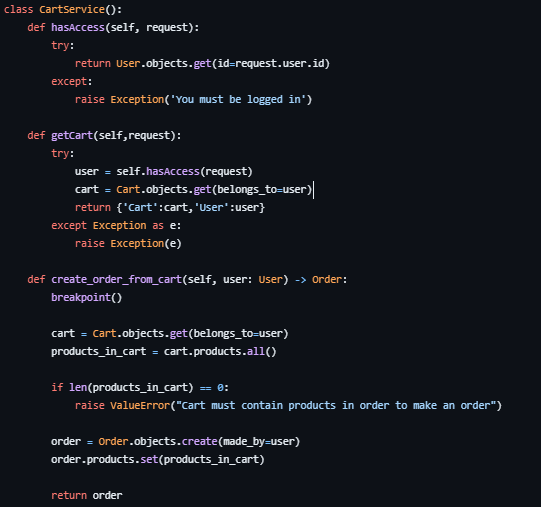 class CartService():
    def hasAccess(self, request):
        try:
            return User.objects.get(id=request.user.id)
        except:
            raise Exception('You must be logged in')

    def getCart(self,request):
        try:
            user = self.hasAccess(request)
            cart = Cart.objects.get(belongs_to=user)
            return {'Cart':cart,'User':user}
        except Exception as e:
            raise Exception(e)

    def create_order_from_cart(self, user: User) -> Order:
        breakpoint()

        cart = Cart.objects.get(belongs_to=user)
        products_in_cart = cart.products.all()

        if len(products_in_cart) == 0:
            raise ValueError("Cart must contain products in order to make an order")

        order = Order.objects.create(made_by=user)
        order.products.set(products_in_cart)

        return order